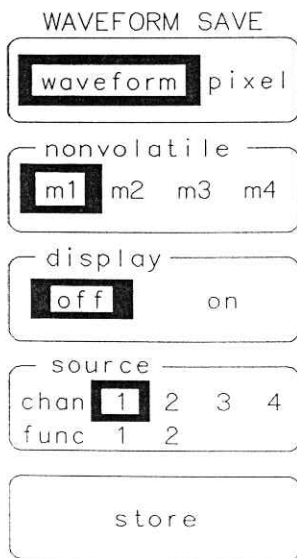 WAVEFORM SAVE
waveform pixel
nonvolatile
m1 m2 m3 m4
display
off on
source
chan 1 2 3 4
func 1 2
store